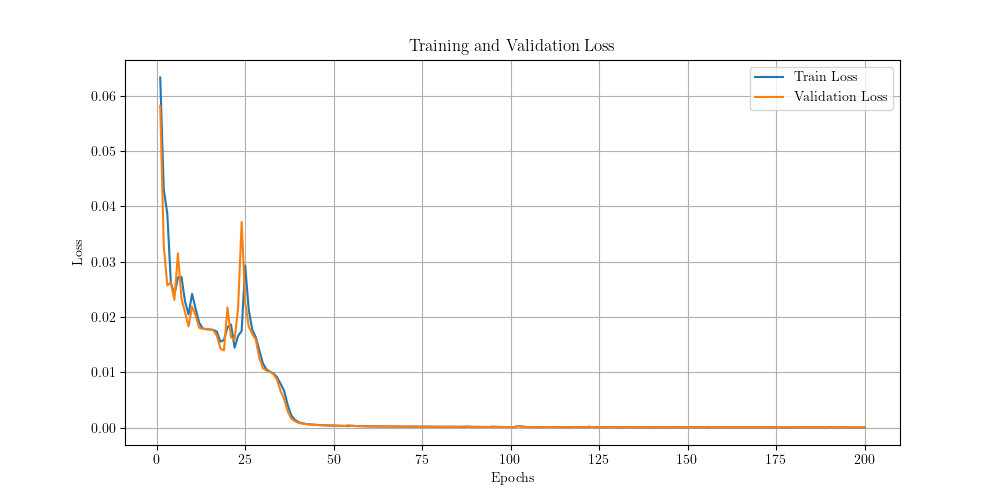 Training and Validation Loss
Train Loss
Validation Loss
0.06
0.05
0.04
0.03
0.02
0.01
0.00
Loss
0 25 50 75 100 125 150 175 200
Epochs